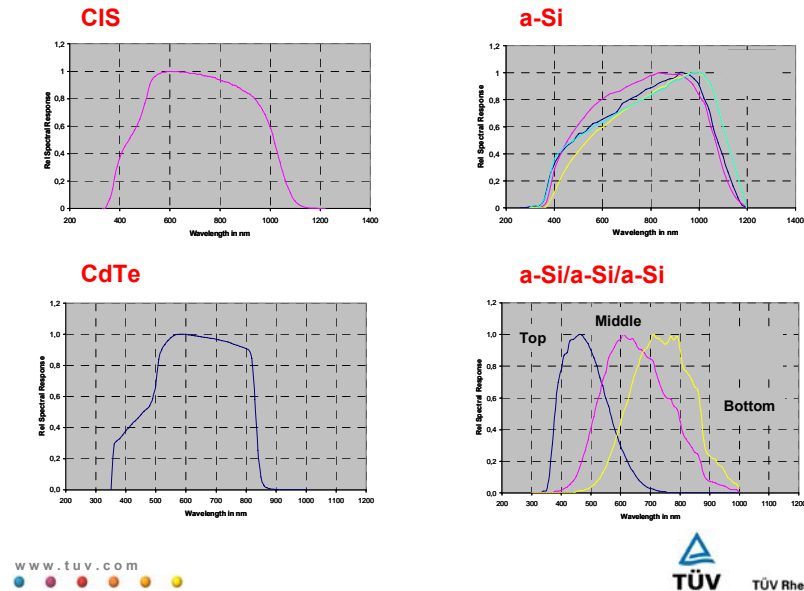 CIS
1,2
1
0,8
0,6
0,4
0,2
0
200 400 600 800 1000 1200 1400
Rel Spectral Response
Wavelength in nm
a-Si
1,2
1
0,8
0,6
0,4
0,2
0
200 400 600 800 1000 1200 1400
Rel Spectral Response
Wavelength in nm
CdTe
1,2
1,0
0,8
0,6
0,4
0,2
0,0
200 300 400 500 600 700 800 900 1000 1100 1200
Rel Spectral Response
Wavelength in nm
a-Si/a-Si/a-Si
1,2
1,0
0,8
0,6
0,4
0,2
0,0
Top
Middle
Bottom
200 300 400 500 600 700 800 900 1000 1100 1200
Rel Spectral Response
Wavelength in nm
www.tuv.com
TÜV
TÜV Rhe